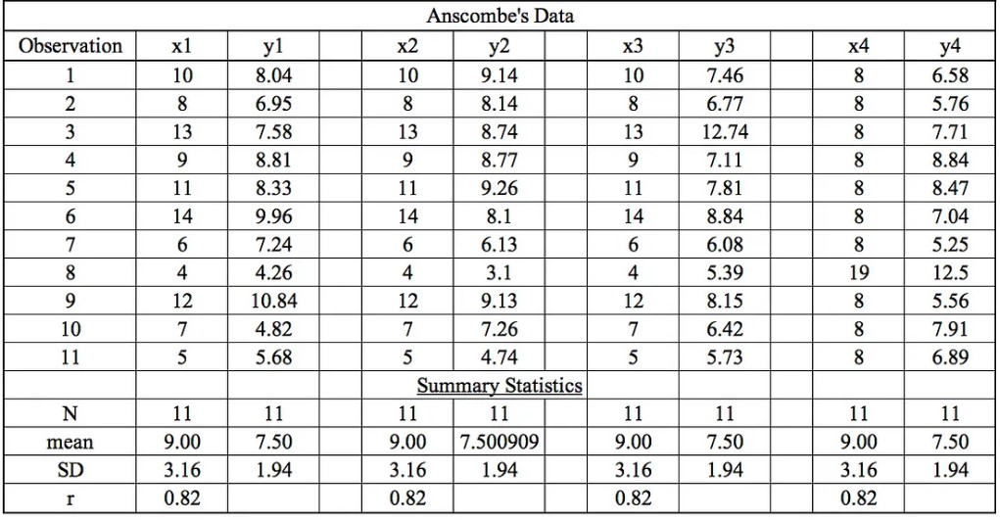 Anscombe's Data
Observation x1 y1 x2 y2 x3 y3 x4 y4
1 10 8.04 10 9.14 10 7.46 8 6.58
2 8 6.95 8 8.14 8 6.77 8 5.76
3 13 7.58 13 8.74 13 12.74 8 7.71
4 9 8.81 9 8.77 9 7.11 8 8.84
5 11 8.33 11 9.26 11 7.81 8 8.47
6 14 9.96 14 8.1 14 8.84 8 7.04
7 6 7.24 6 6.13 6 6.08 8 5.25
8 4 4.26 4 3.1 4 5.39 19 12.5
9 12 10.84 12 9.13 12 8.15 8 5.56
10 7 4.82 7 7.26 7 6.42 8 7.91
11 5 5.68 5 4.74 5 5.73 8 6.89
Summary Statistics
N 11 11 11 11 11 11 11 11
mean 9.00 7.50 9.00 7.500909 9.00 7.50 9.00 7.50
SD 3.16 1.94 3.16 1.94 3.16 1.94 3.16 1.94
r 0.82 0.82 0.82 0.82